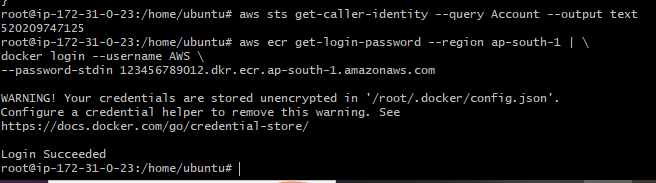 root@ip-172-31-0-23:/home/ubuntu# aws sts get-caller-identity --query Account --output text
520209747125
root@ip-172-31-0-23:/home/ubuntu# aws ecr get-login-password --region ap-south-1 | \
docker login --username AWS \
--password-stdin 123456789012.dkr.ecr.ap-south-1.amazonaws.com
WARNING! Your credentials are stored unencrypted in '/root/.docker/config.json'.
Configure a credential helper to remove this warning. See
https://docs.docker.com/go/credential-store/
Login Succeeded
root@ip-172-31-0-23:/home/ubuntu#